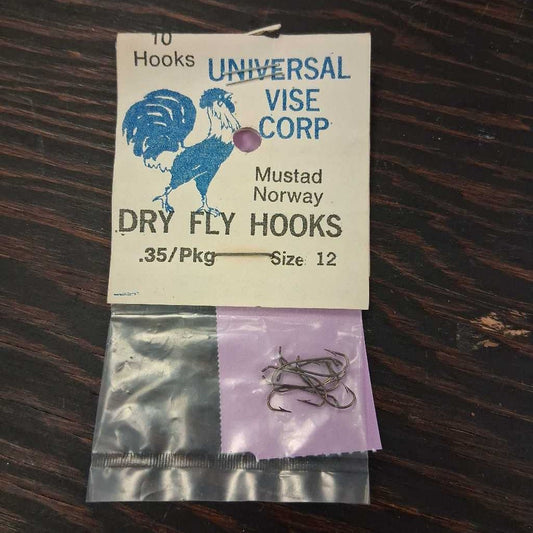 10
Hooks
UNIVERSAL
VISE
CORP
Mustad
Norway
DRY FLY HOOKS
.35/Pkg Size 12